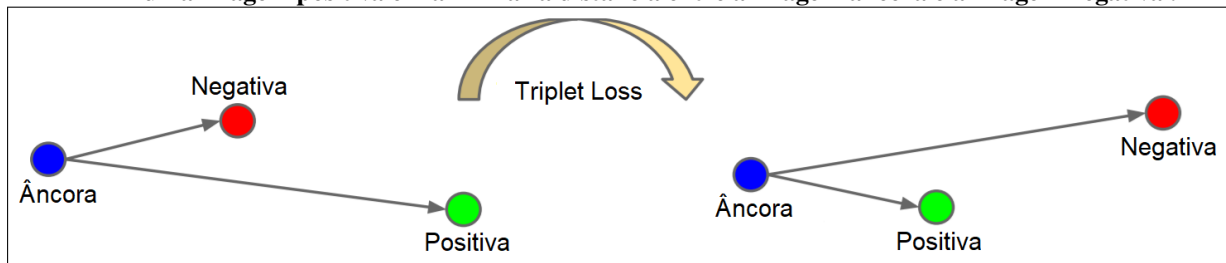 Negativa
Triplet Loss
Negativa
Âncora
Âncora
Positiva
Positiva